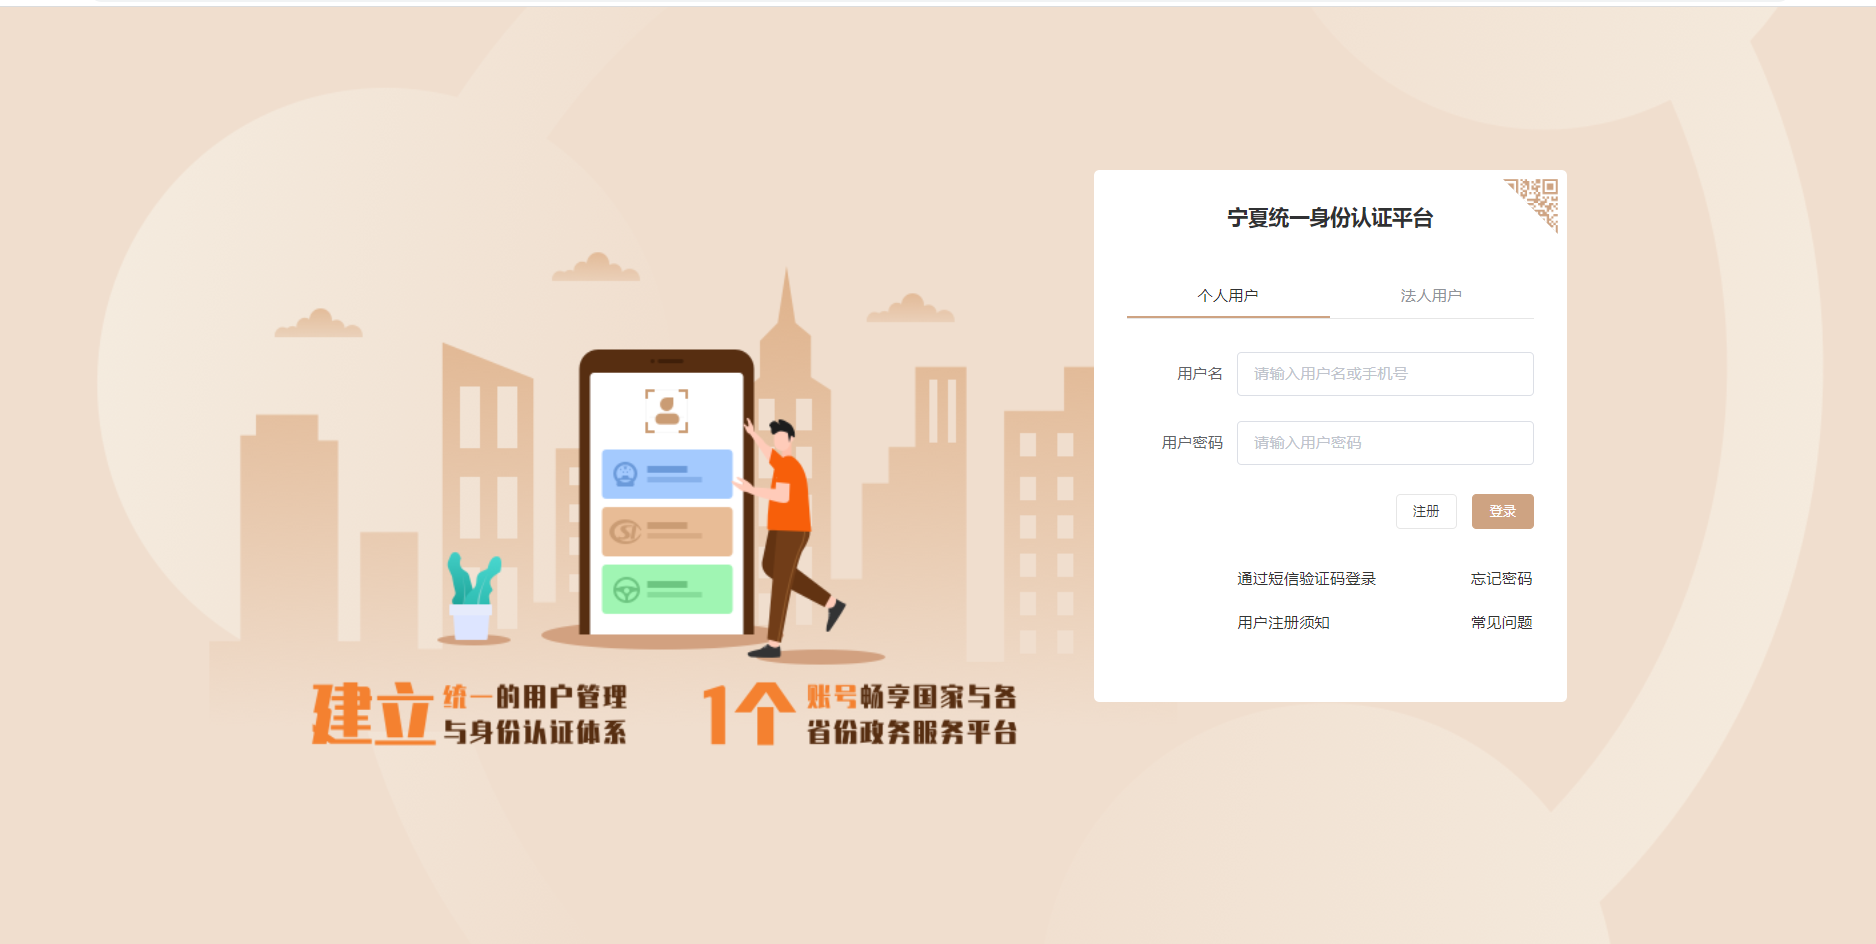 宁夏统一身份认证平台
个人用户 法人用户
用户名 请输入用户名或手机号
用户密码 请输入用户密码
注册 登录
通过短信验证码登录 忘记密码
用户注册须知 常见问题
建立 统一的用户管理
与身份认证体系
1个 账号畅享国家与各
省份政务服务平台